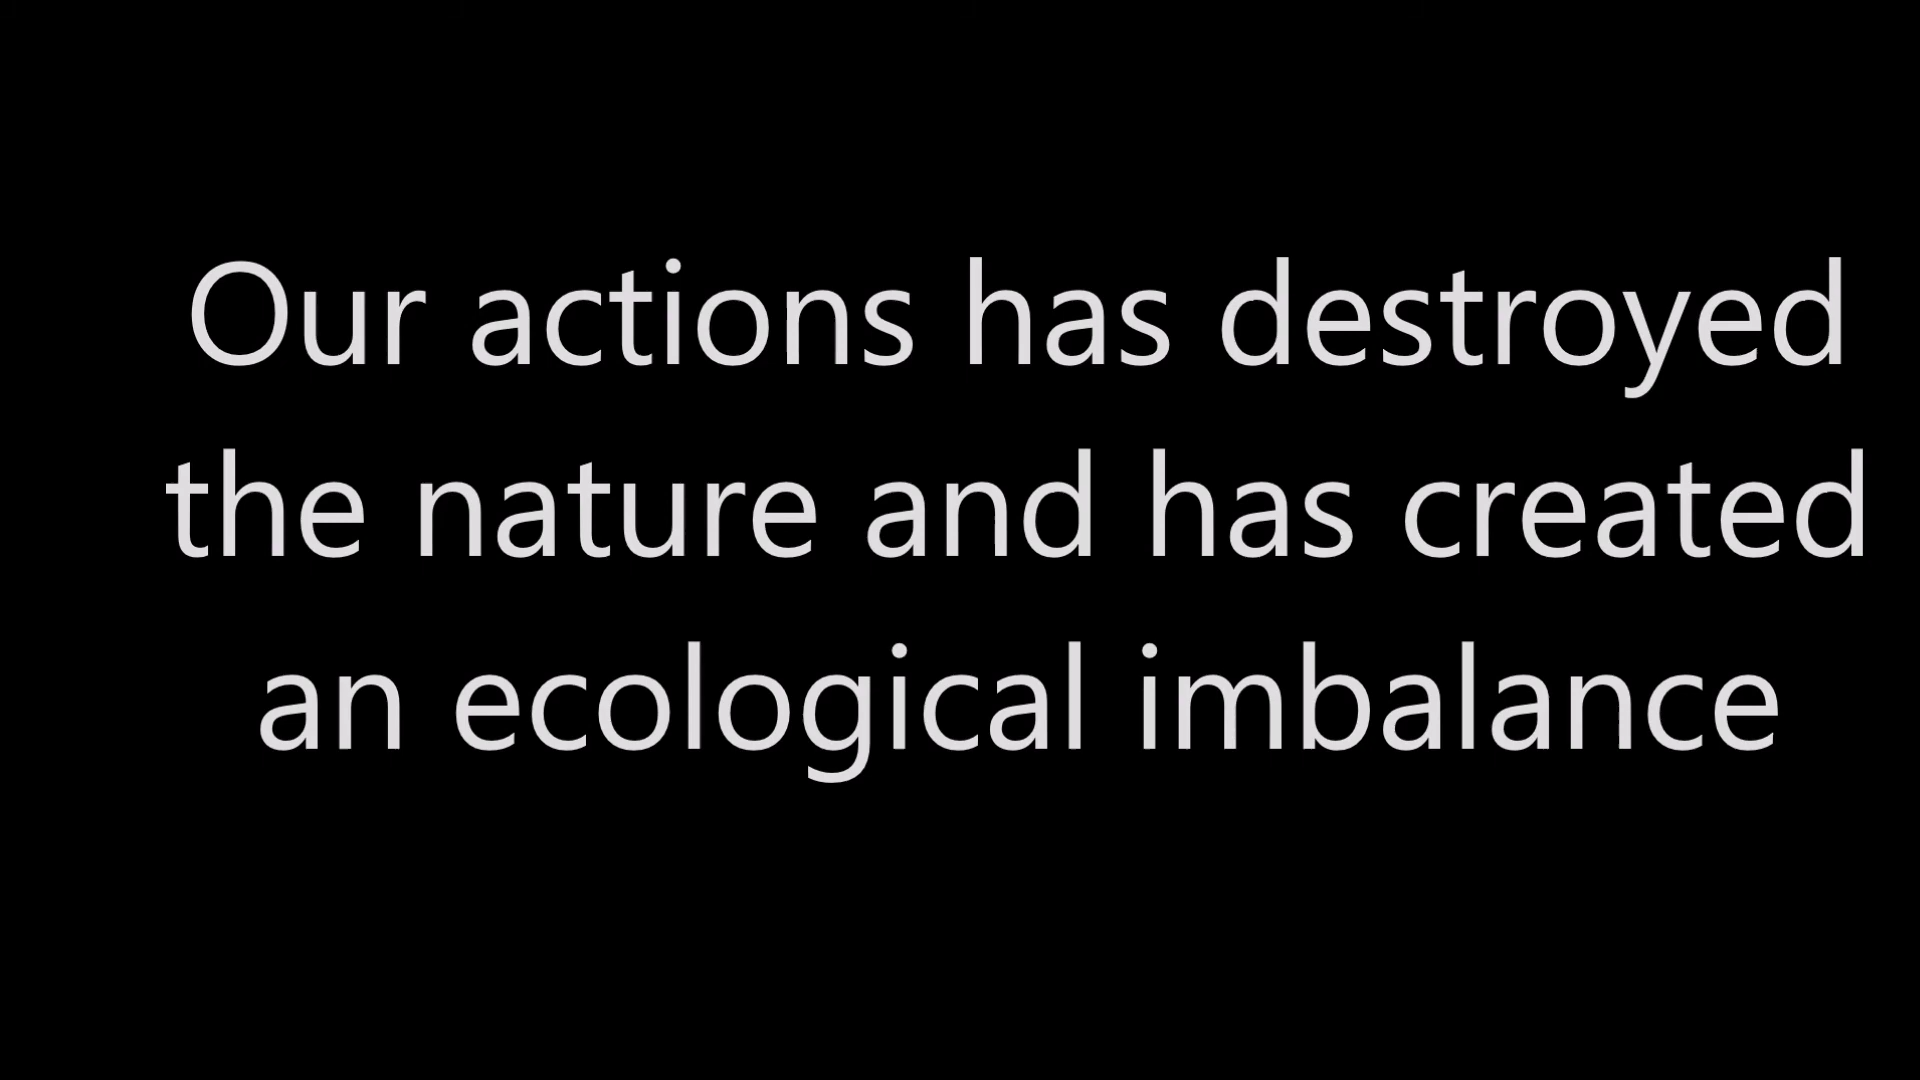 Our actions has destroyed
the nature and has created
an ecological imbalance